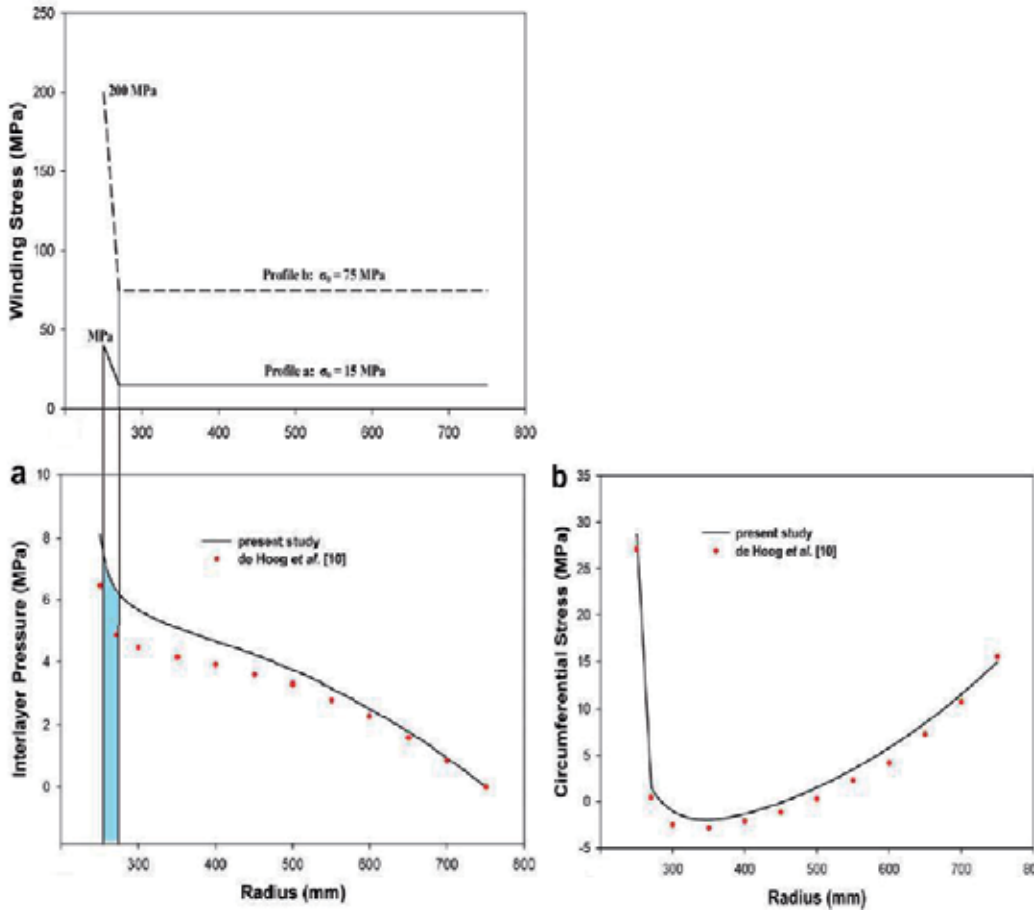 250
200
150
100
50
0
Winding Stress (MPa)
200 MPa
Profile b: σ₀ = 75 MPa
MPa
Profile a: σ₀ = 15 MPa
300 400 500 600 700 800
a
10
8
6
4
2
0
Interlayer Pressure (MPa)
present study
de Hoog et al. [10]
300 400 500 600 700 800
Radius (mm)
b
35
30
25
20
15
10
5
0
-5
Circumferential Stress (MPa)
present study
de Hoog et al. [10]
300 400 500 600 700 800
Radius (mm)